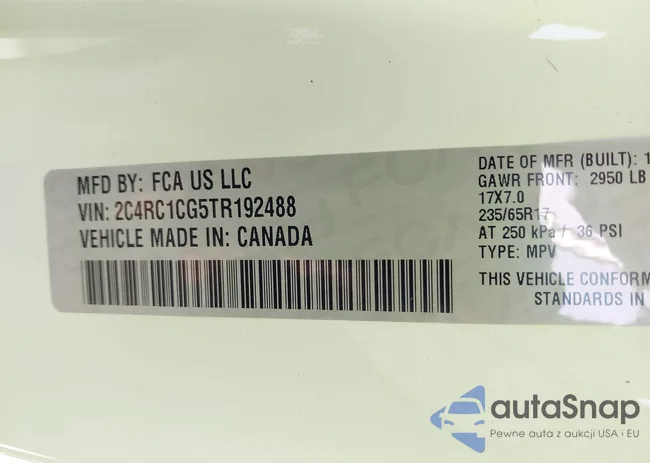 MFD BY: FCA US LLC
VIN: 2C4RC1CG5TR192488
VEHICLE MADE IN: CANADA
DATE OF MFR (BUILT): 1
GAWR FRONT: 2950 LB
17X7.0
235/65R17
AT 250 kPa / 36 PSI
TYPE: MPV
THIS VEHICLE CONFORM
STANDARDS IN
autaSnap
Pewne auta z aukcji USA i EU